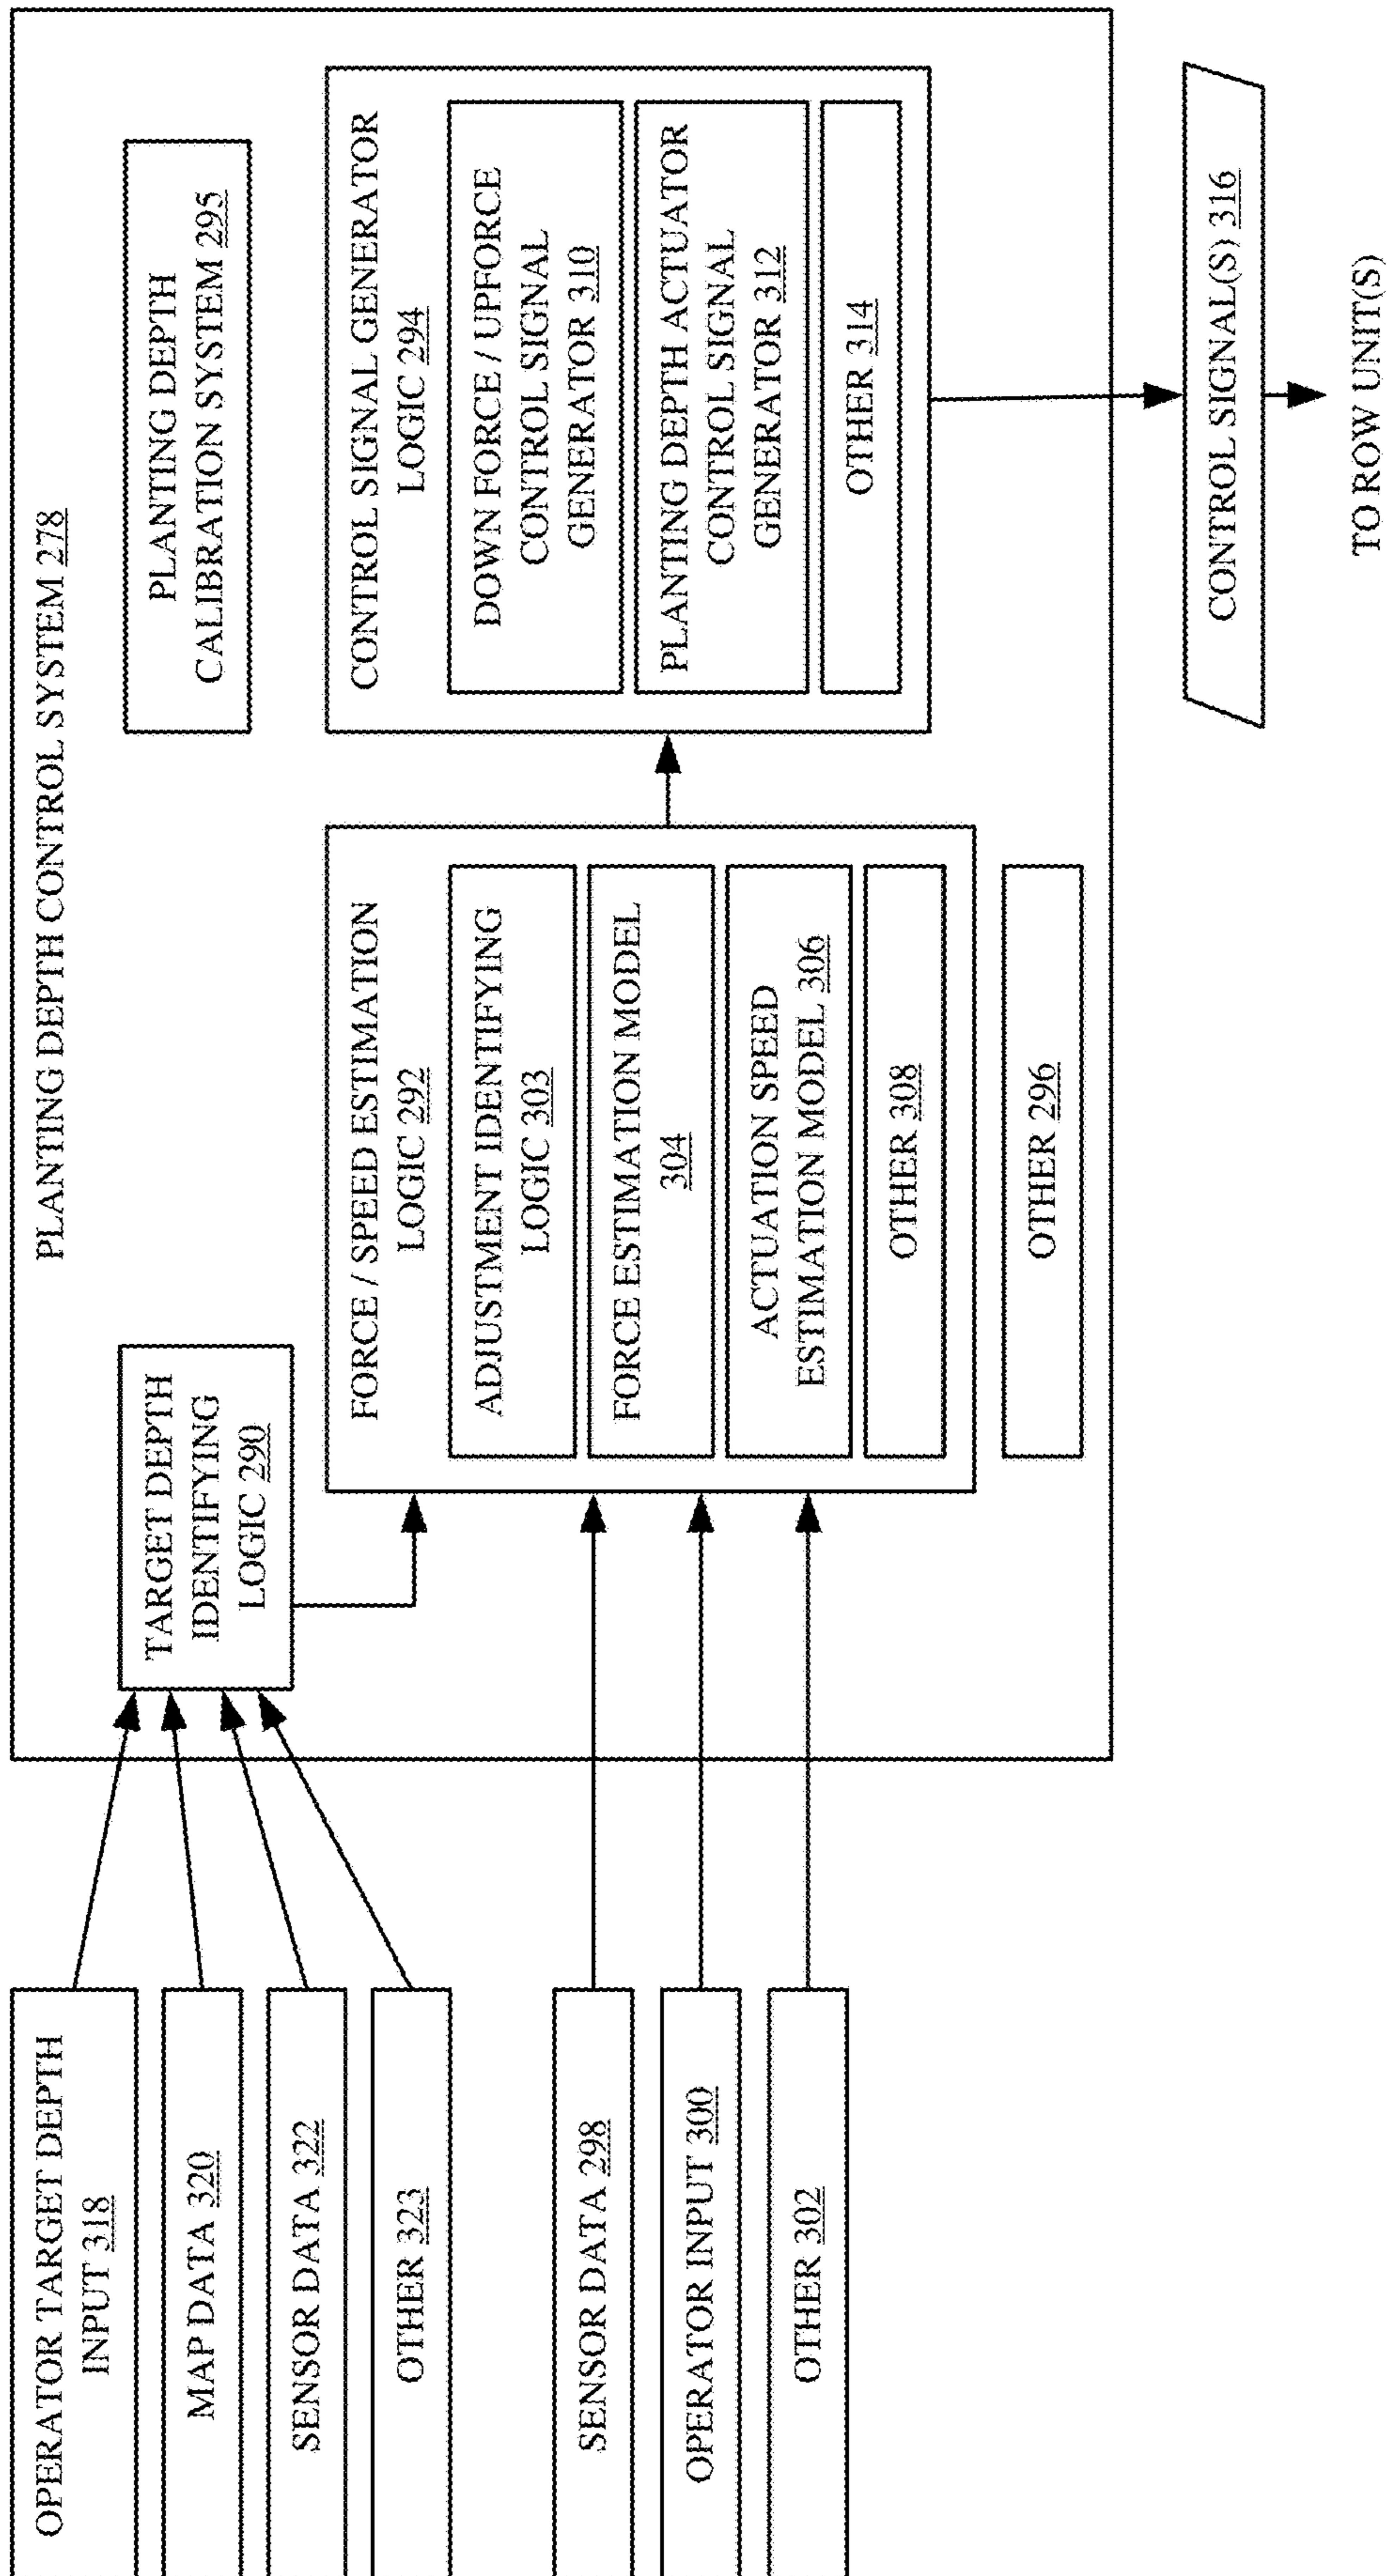 OPERATOR TARGET DEPTH
INPUT 318
MAP DATA 320
SENSOR DATA 322
OTHER 323
SENSOR DATA 298
OPERATOR INPUT 300
OTHER 302
PLANTING DEPTH CONTROL SYSTEM 278
TARGET DEPTH
IDENTIFYING
LOGIC 290
FORCE / SPEED ESTIMATION
LOGIC 292
ADJUSTMENT IDENTIFYING
LOGIC 303
FORCE ESTIMATION MODEL
304
ACTUATION SPEED
ESTIMATION MODEL 306
OTHER 308
OTHER 296
PLANTING DEPTH
CALIBRATION SYSTEM 295
CONTROL SIGNAL GENERATOR
LOGIC 294
DOWN FORCE / UPFORCE
CONTROL SIGNAL
GENERATOR 310
PLANTING DEPTH ACTUATOR
CONTROL SIGNAL
GENERATOR 312
OTHER 314
CONTROL SIGNAL(S) 316
TO ROW UNIT(S)